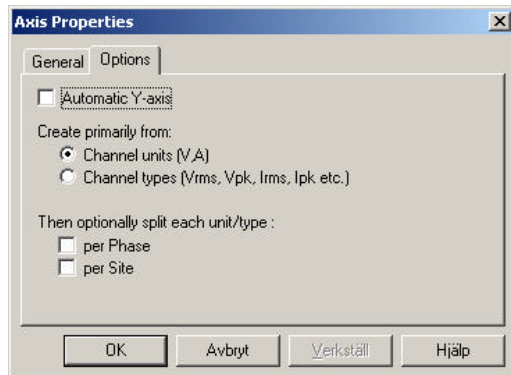 Axis Properties
General Options
Automatic Y-axis
Create primarily from:
Channel units (V,A)
Channel types (Vrms, Vpk, Irms, Ipk etc.)
Then optionally split each unit/type :
per Phase
per Site
OK Avbryt Verkställ Hjälp